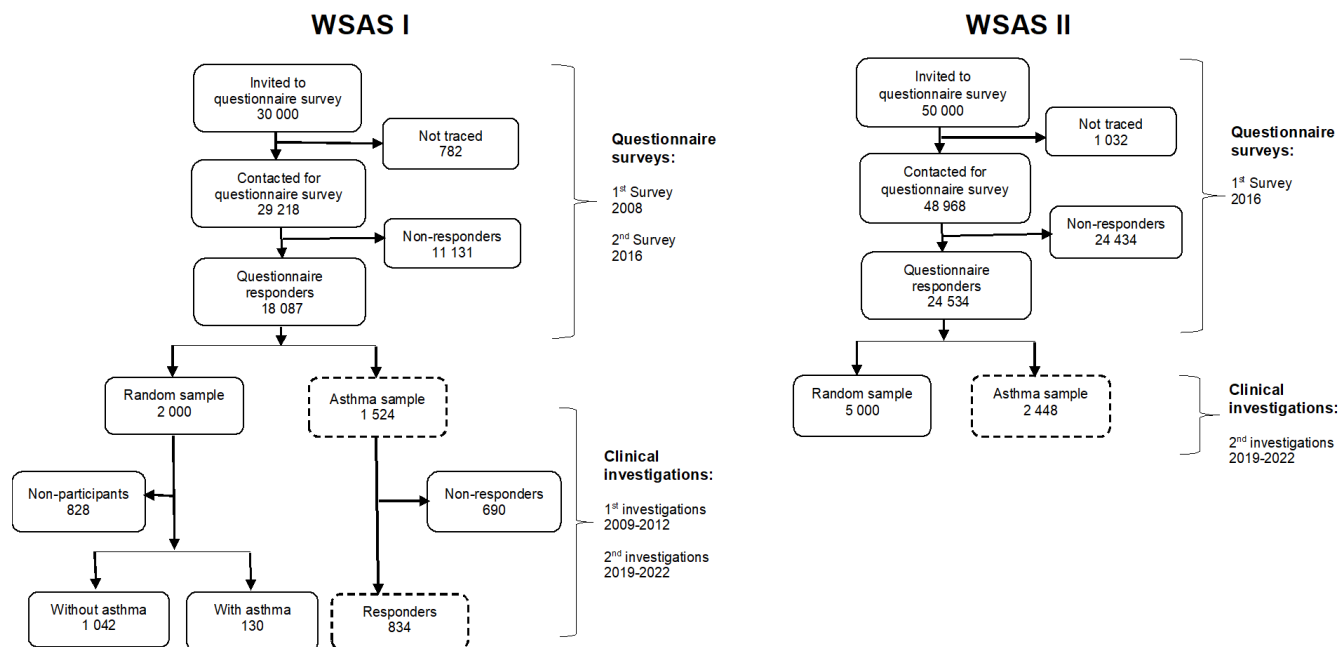 WSAS I
Invited to
questionnaire survey
30 000
Not traced
782
Contacted for
questionnaire survey
29 218
Non-responders
11 131
Questionnaire
responders
18 087
Questionnaire
surveys:
1st Survey
2008
2nd Survey
2016
Random sample
2 000
Asthma sample
1 524
Non-participants
828
Non-responders
690
Without asthma
1 042
With asthma
130
Responders
834
Clinical
investigations:
1st investigations
2009-2012
2nd investigations
2019-2022
WSAS II
Invited to
questionnaire survey
50 000
Not traced
1 032
Contacted for
questionnaire survey
48 968
Non-responders
24 434
Questionnaire
responders
24 534
Questionnaire
surveys:
1st Survey
2016
Random sample
5 000
Asthma sample
2 448
Clinical
investigations:
2nd investigations
2019-2022